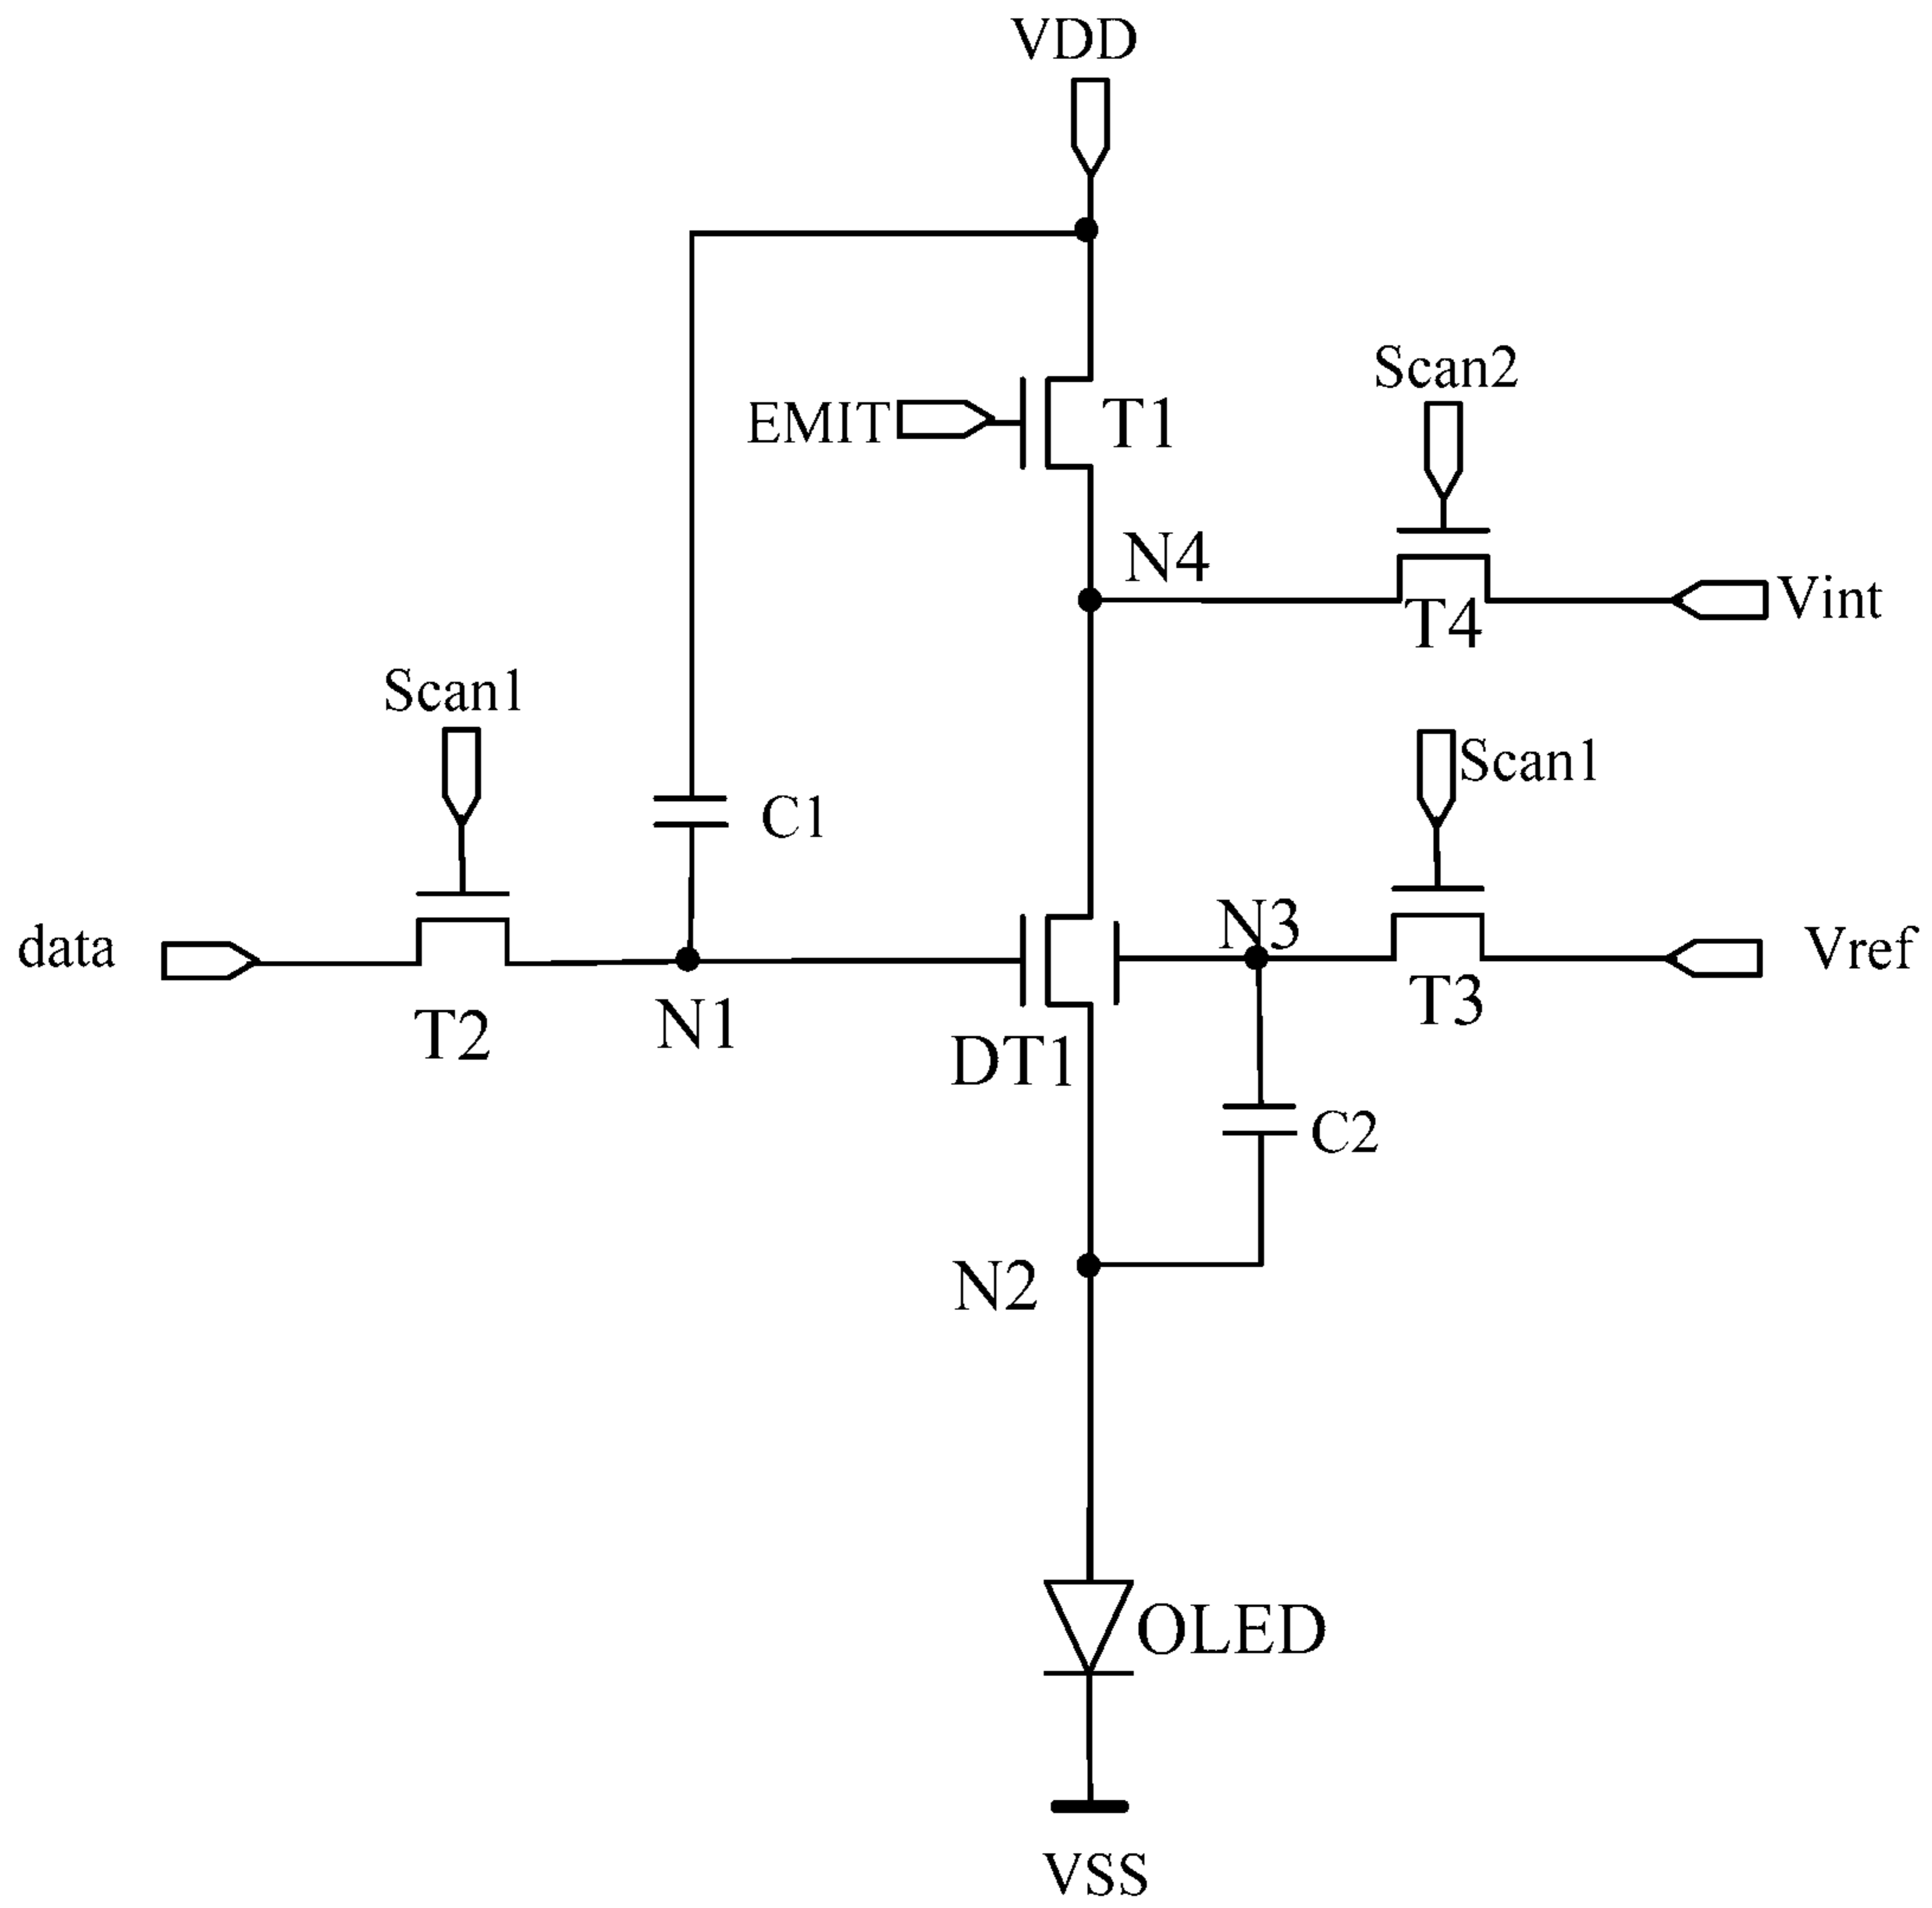 VDD
Scan2
EMIT
T1
N4
Vint
T4
Scan1
Scan1
C1
N3
data
Vref
T3
T2
N1
DT1
C2
N2
OLED
VSS